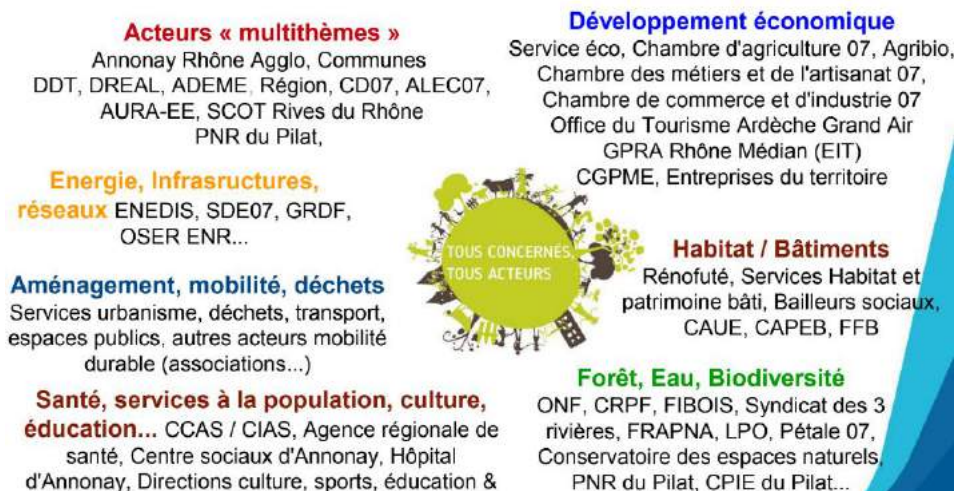 Acteurs « multithèmes »
Annonay Rhône Agglo, Communes
DDT, DREAL, ADEME, Région, CD07, ALEC07,
AURA-EE, SCOT Rives du Rhône
PNR du Pilat,
Energie, Infrasructures,
réseaux ENEDIS, SDE07, GRDF,
OSER ENR...
Aménagement, mobilité, déchets
Services urbanisme, déchets, transport,
espaces publics, autres acteurs mobilité
durable (associations...)
Santé, services à la population, culture,
éducation... CCAS / CIAS, Agence régionale de
santé, Centre sociaux d'Annonay, Hôpital
d'Annonay, Directions culture, sports, éducation &
TOUS CONCERNÉS,
TOUS ACTEURS
Développement économique
Service éco, Chambre d'agriculture 07, Agribio,
Chambre des métiers et de l'artisanat 07,
Chambre de commerce et d'industrie 07
Office du Tourisme Ardèche Grand Air
GPRA Rhône Médian (EIT)
CGPME, Entreprises du territoire
Habitat / Bâtiments
Rénofuté, Services Habitat et
patrimoine bâti, Bailleurs sociaux,
CAUE, CAPEB, FFB
Forêt, Eau, Biodiversité
ONF, CRPF, FIBOIS, Syndicat des 3
rivières, FRAPNA, LPO, Pétale 07,
Conservatoire des espaces naturels,
PNR du Pilat, CPIE du Pilat...